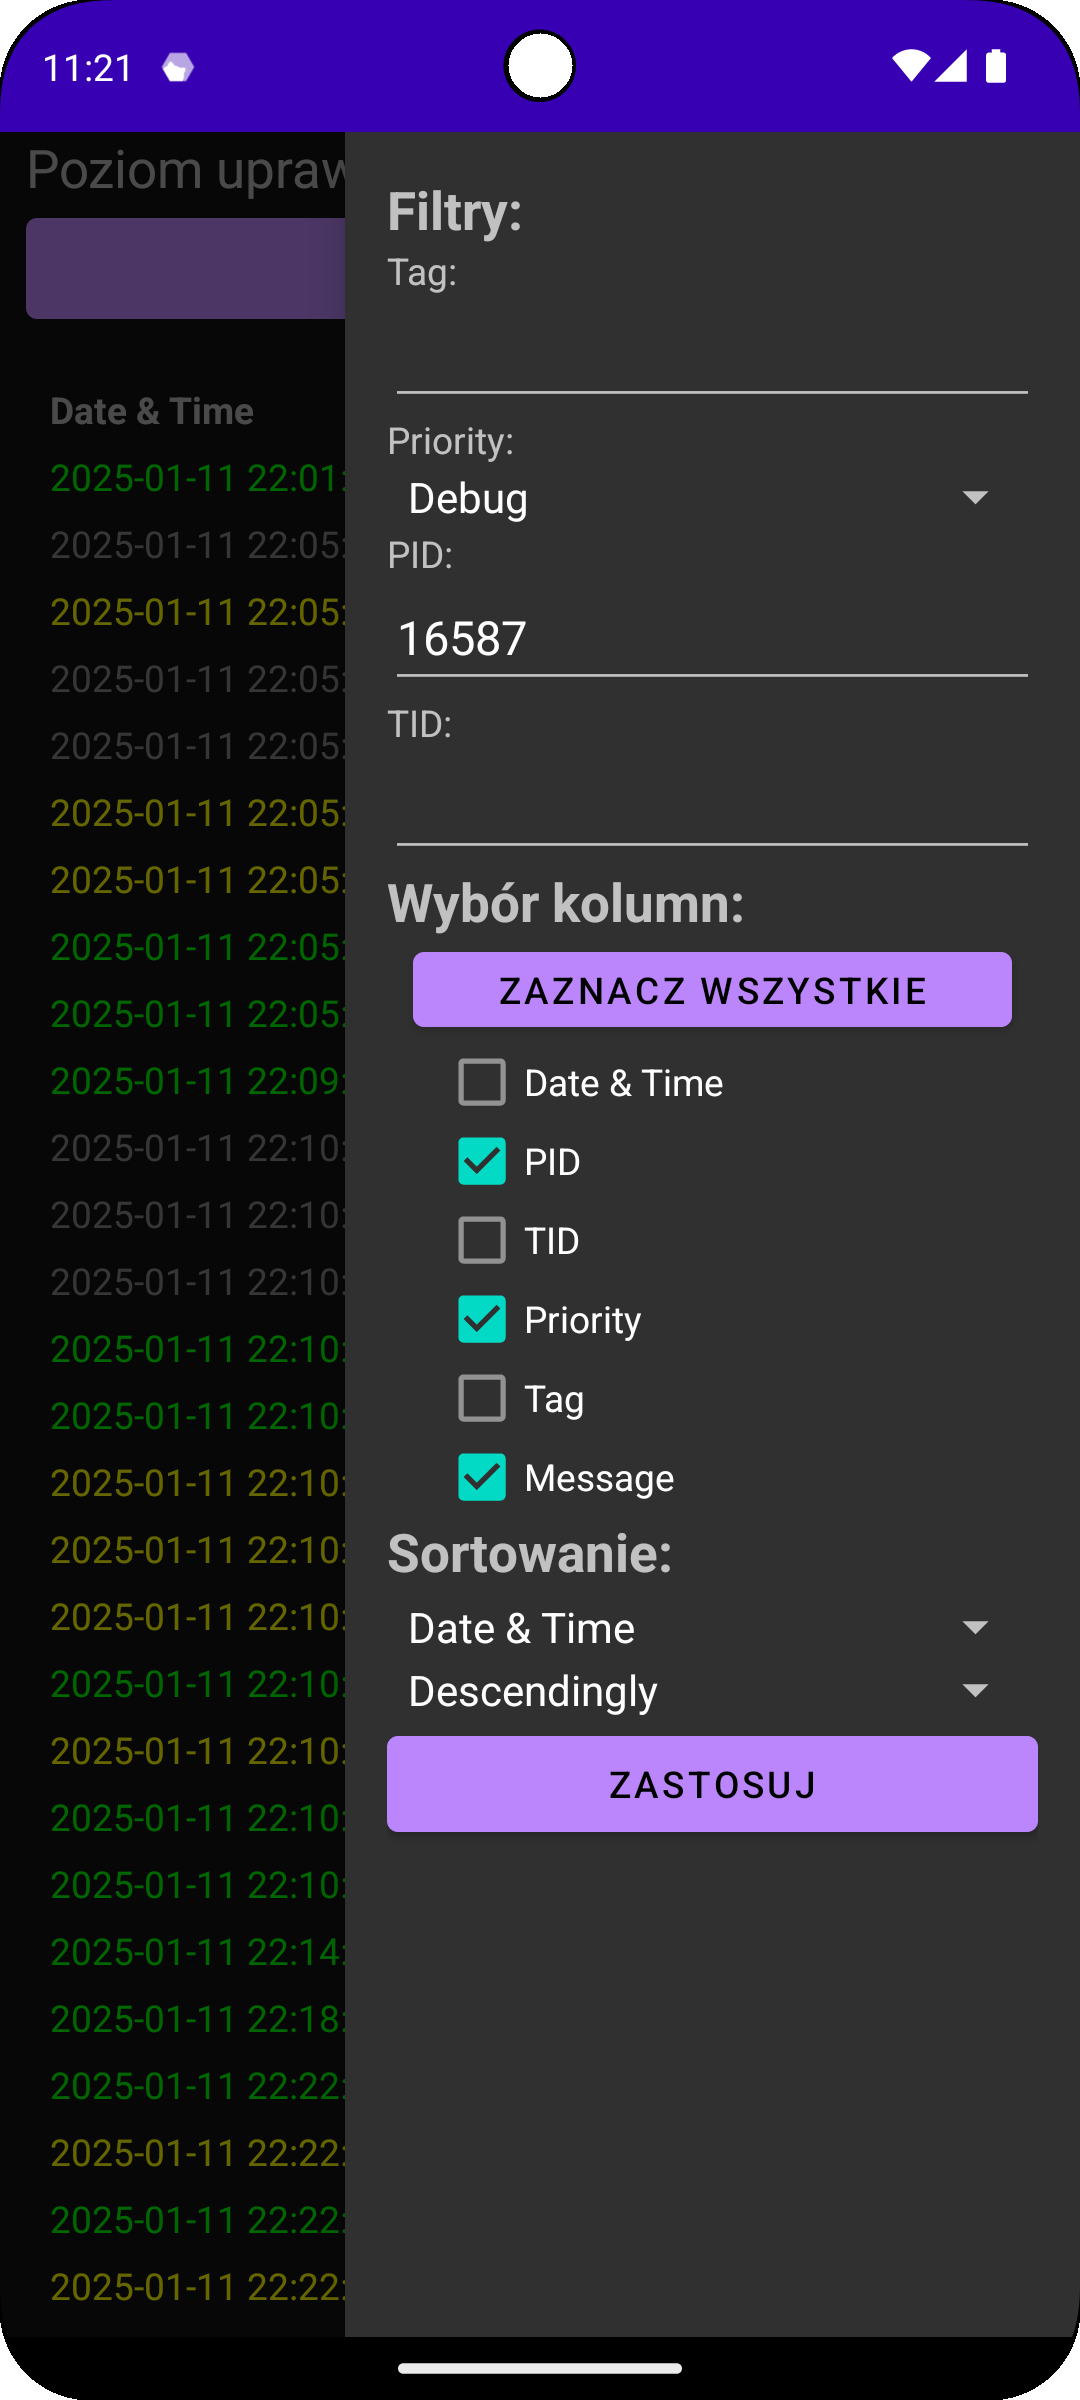 11:21
Poziom upraw
Date & Time
2025-01-11 22:01:
2025-01-11 22:05:
2025-01-11 22:05:
2025-01-11 22:05:
2025-01-11 22:05:
2025-01-11 22:05:
2025-01-11 22:05:
2025-01-11 22:05:
2025-01-11 22:05:
2025-01-11 22:09:
2025-01-11 22:10:
2025-01-11 22:10:
2025-01-11 22:10:
2025-01-11 22:10:
2025-01-11 22:10:
2025-01-11 22:10:
2025-01-11 22:10:
2025-01-11 22:10:
2025-01-11 22:10:
2025-01-11 22:10:
2025-01-11 22:10:
2025-01-11 22:10:
2025-01-11 22:14:
2025-01-11 22:18:
2025-01-11 22:22:
2025-01-11 22:22:
2025-01-11 22:22:
2025-01-11 22:22:
Filtry:
Tag:
Priority:
Debug
PID:
16587
TID:
Wybór kolumn:
ZAZNACZ WSZYSTKIE
Date & Time
PID
TID
Priority
Tag
Message
Sortowanie:
Date & Time
Descendingly
ZASTOSUJ